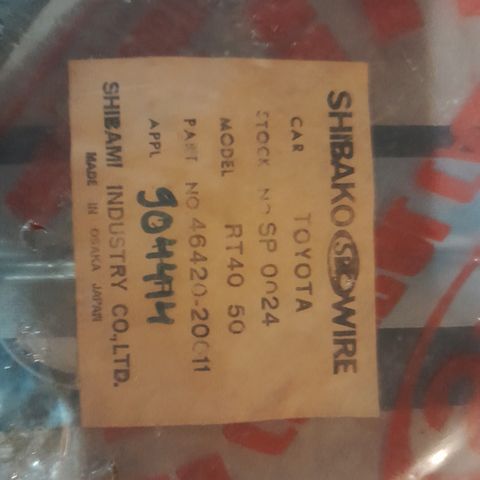 SHIBAKO SP WIRE
CAR TOYOTA
STOCK NO SP 0024
MODEL RT40 50
PART NO 46420-20011
APPL 904494
SHIBAMI INDUSTRY CO., LTD.
MADE IN OSAKA JAPAN